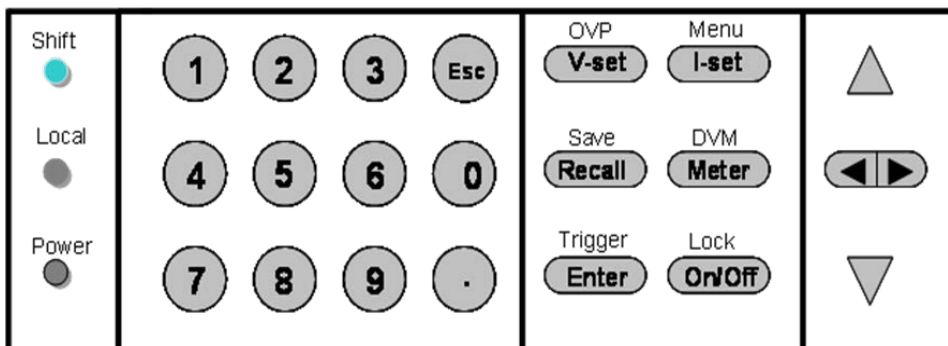 Shift
Local
Power
1 2 3 Esc
4 5 6 0
7 8 9 .
OVP Menu
V-set I-set
Save DVM
Recall Meter
Trigger Lock
Enter On/Off